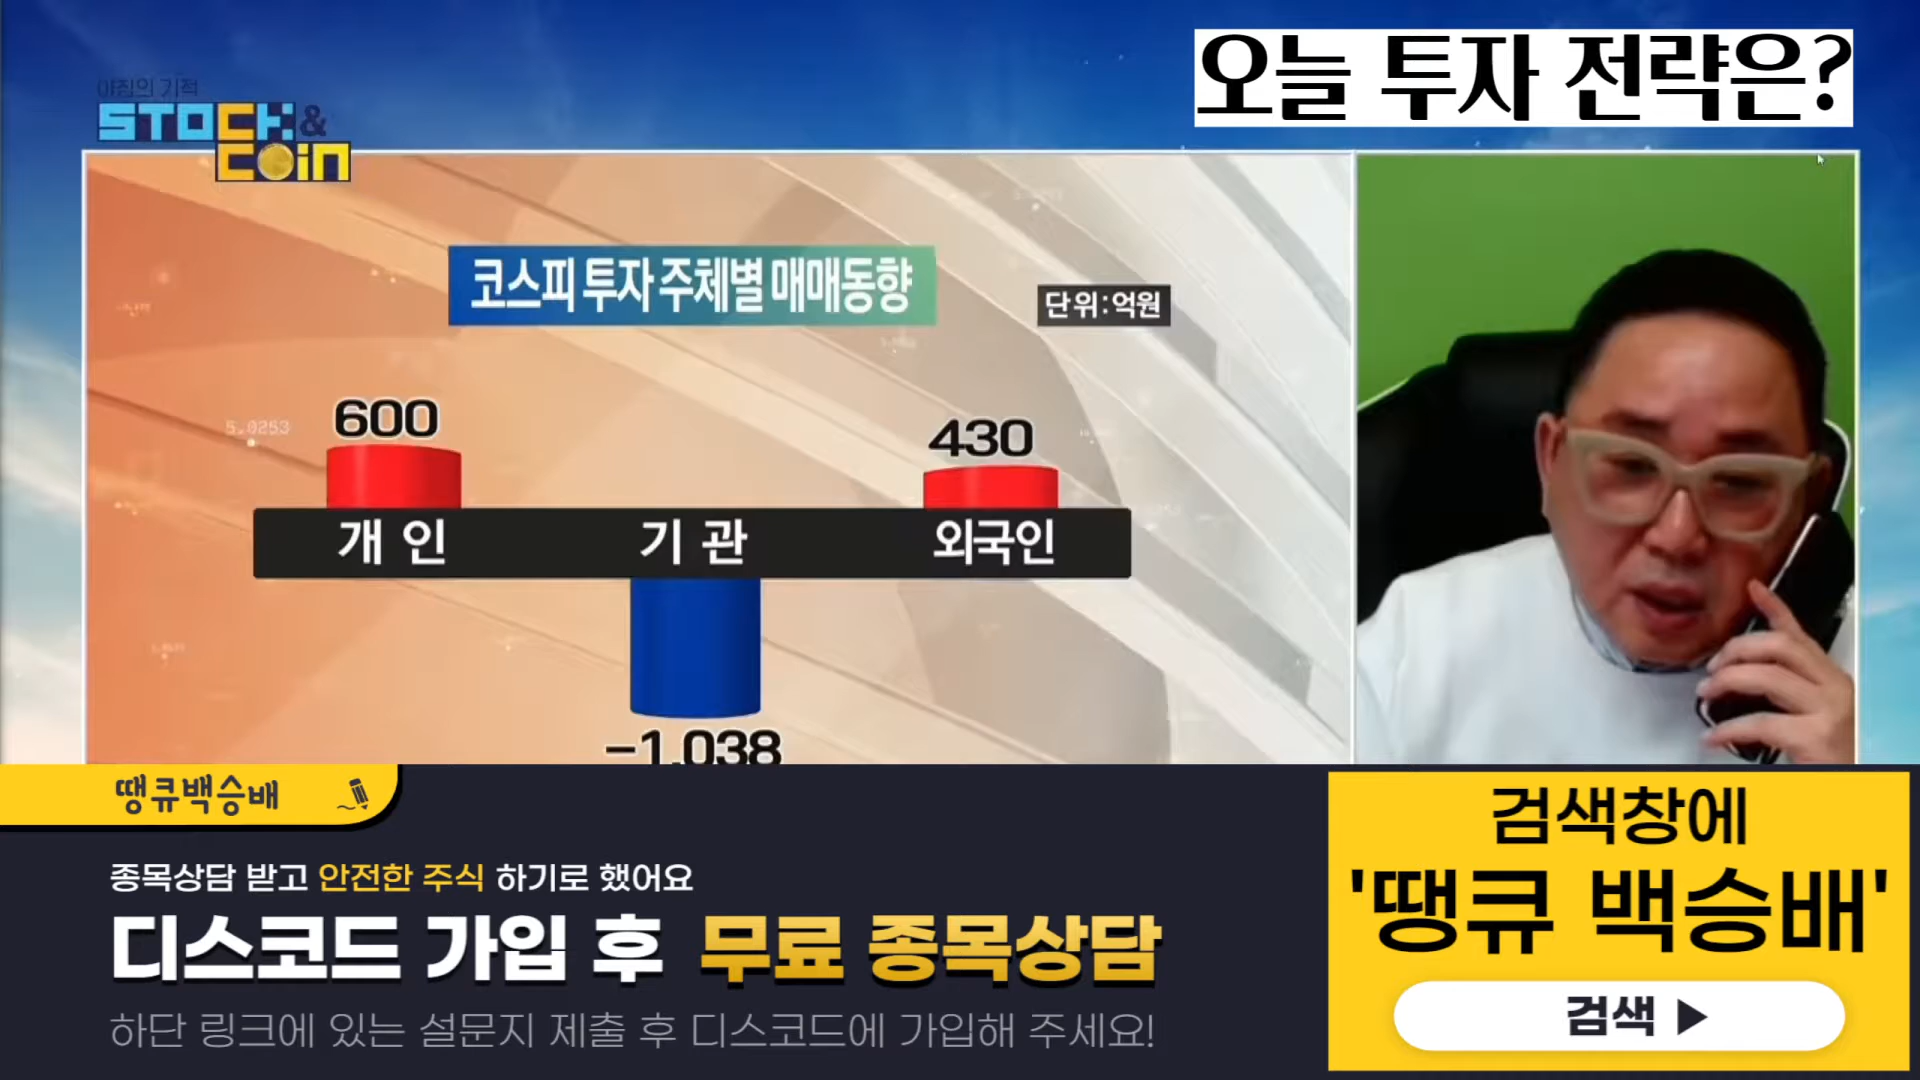 오늘 투자 전략은?
아침의 기적
STOCK &
COIN
코스피 투자 주체별 매매동향
단위:억원
5.0253
600
430
개인 기관 외국인
-1,038
땡큐백승배
종목상담 받고 안전한 주식 하기로 했어요
디스코드 가입 후 무료 종목상담
하단 링크에 있는 설문지 제출 후 디스코드에 가입해 주세요!
검색창에
'땡큐 백승배'
검색 ▶